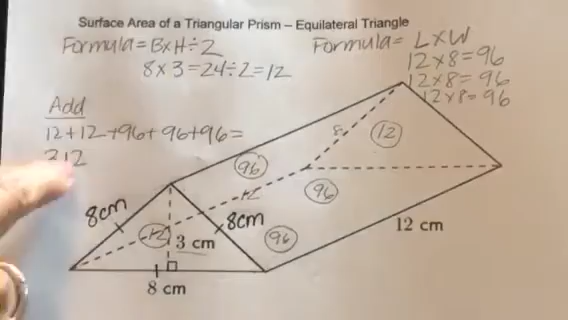 Surface Area of a Triangular Prism – Equilateral Triangle
Formula = B×H÷2
8×3=24÷2=12
Formula= L×W
12×8=96
12×8=96
12×8=96
Add
12+12+96+96+96=
312
8
12
96
12
96
8cm
12
3 cm
8cm
96
12 cm
8 cm